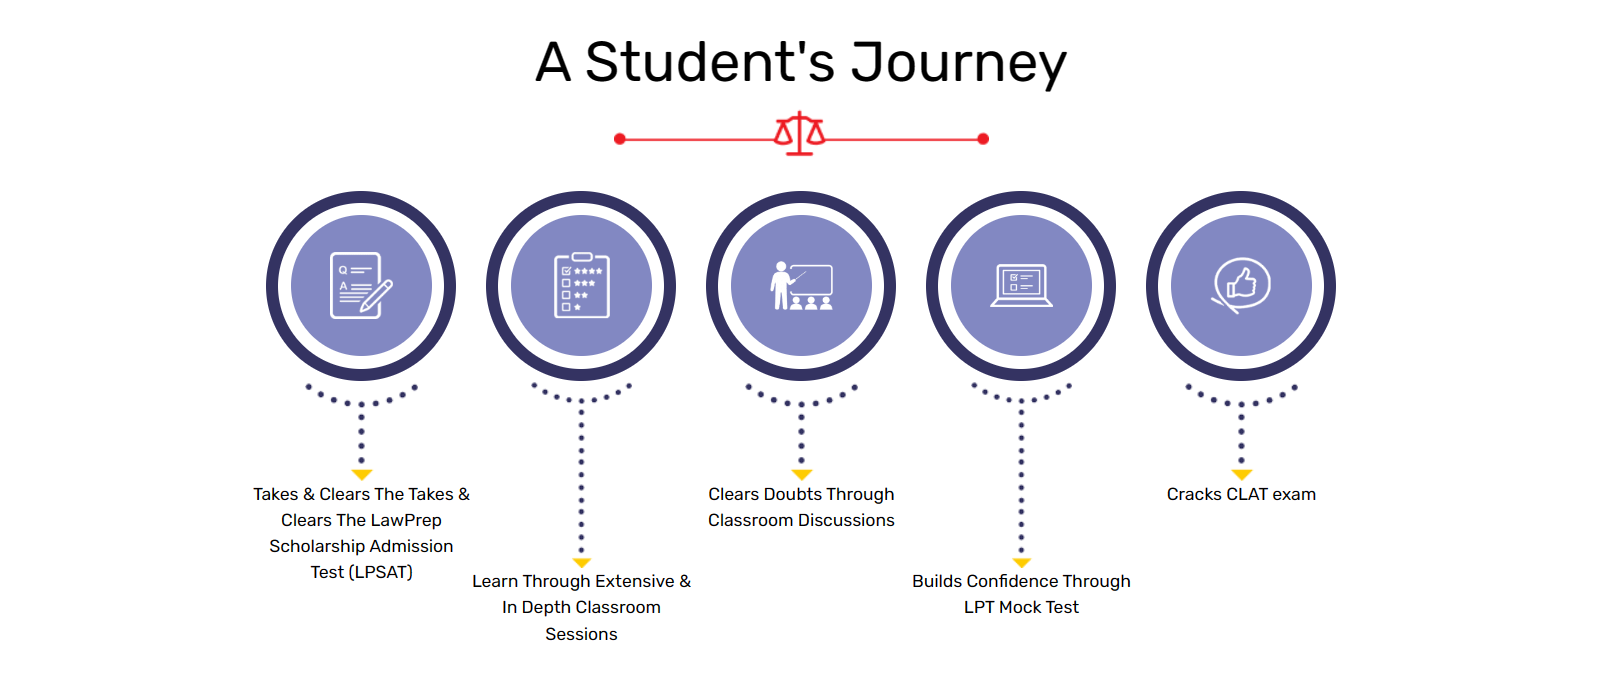 A Student's Journey
Q
A
Takes & Clears The Takes &
Clears The LawPrep
Scholarship Admission
Test (LPSAT)
Learn Through Extensive &
In Depth Classroom
Sessions
Clears Doubts Through
Classroom Discussions
Builds Confidence Through
LPT Mock Test
Cracks CLAT exam